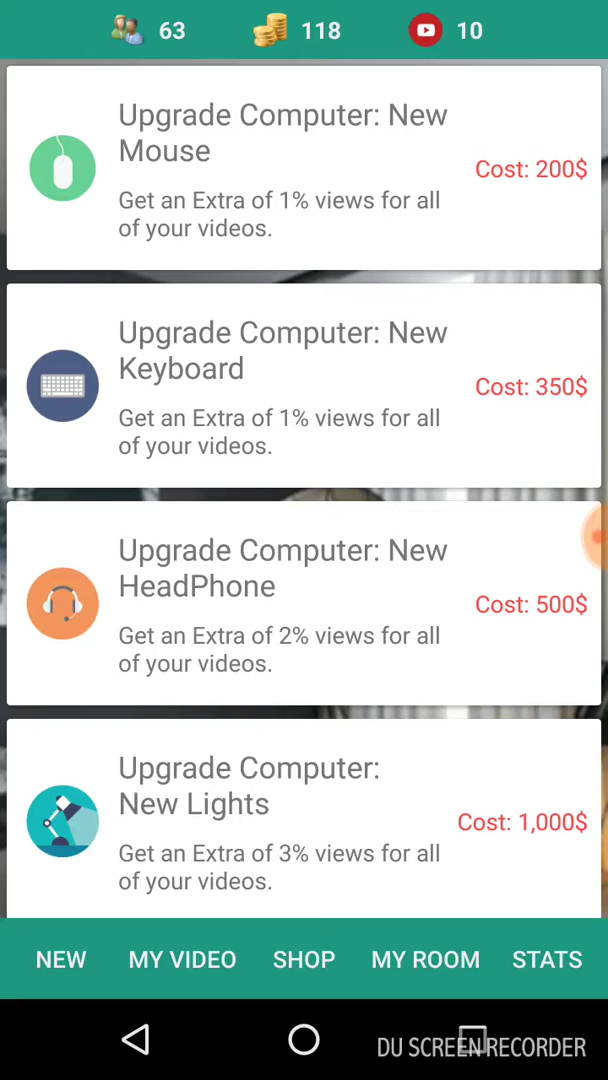 63 118 10
Upgrade Computer: New
Mouse
Cost: 200$
Get an Extra of 1% views for all
of your videos.
Upgrade Computer: New
Keyboard
Cost: 350$
Get an Extra of 1% views for all
of your videos.
Upgrade Computer: New
HeadPhone
Cost: 500$
Get an Extra of 2% views for all
of your videos.
Upgrade Computer:
New Lights
Cost: 1,000$
Get an Extra of 3% views for all
of your videos.
NEW MY VIDEO SHOP MY ROOM STATS
DU SCREEN RECORDER